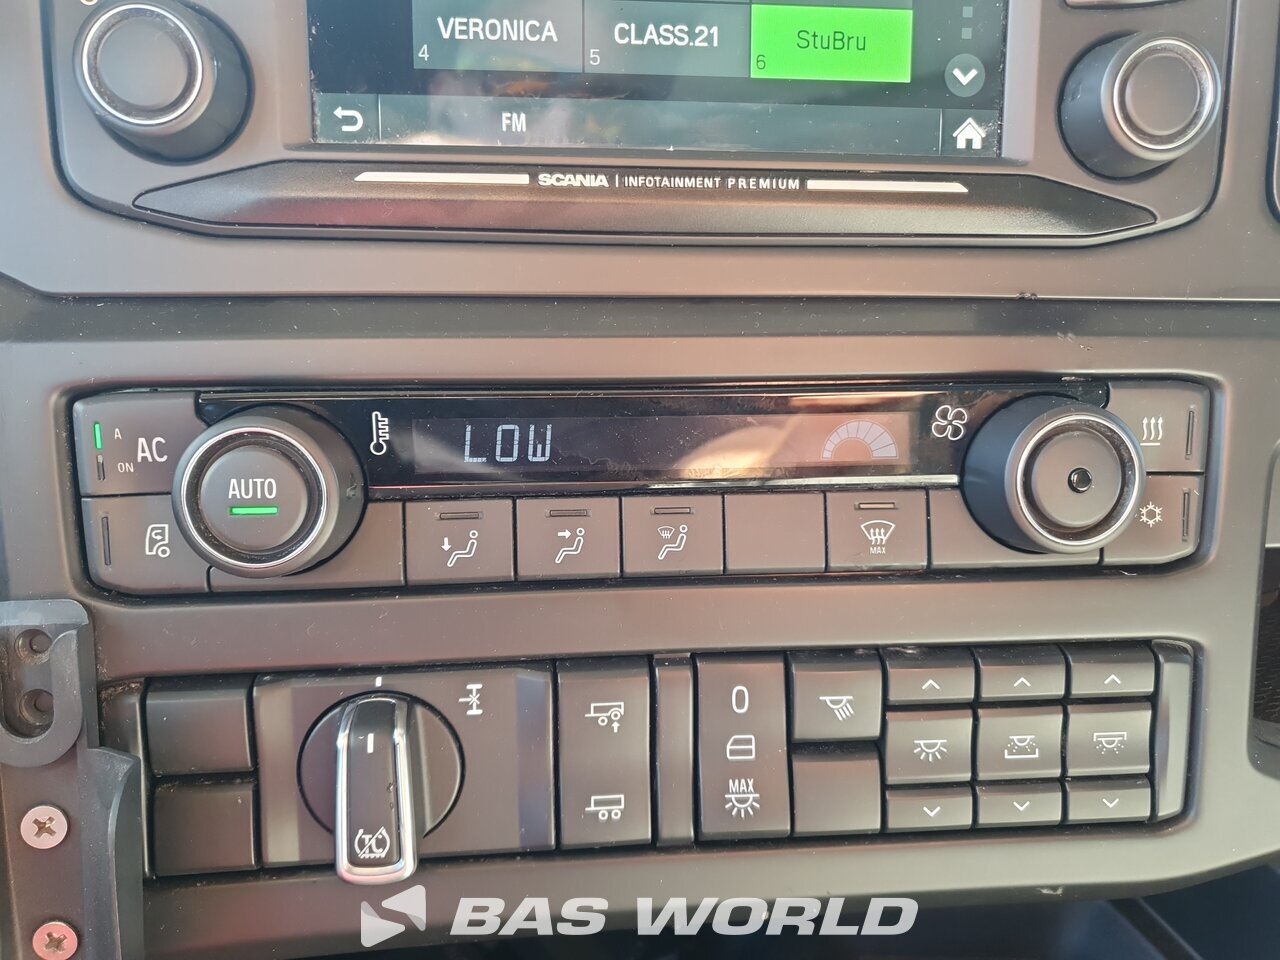 VERONICA
4
CLASS.21
5
StuBru
6
FM
SCANIA | INFOTAINMENT PREMIUM
A
AC
ON
AUTO
LOW
MAX
0
MAX
TC
BAS WORLD